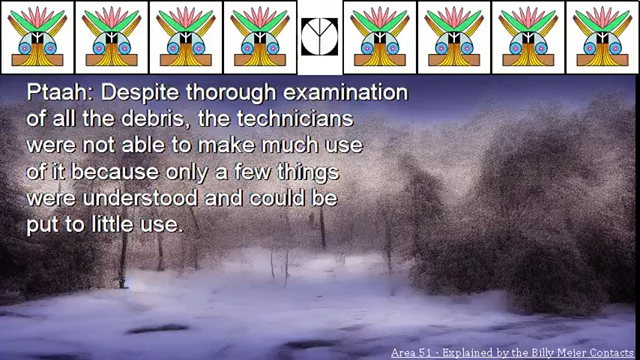 Ptaah: Despite thorough examination
of all the debris, the technicians
were not able to make much use
of it because only a few things
were understood and could be
put to little use.
Area 51 - Explained by the Billy Meier Contacts